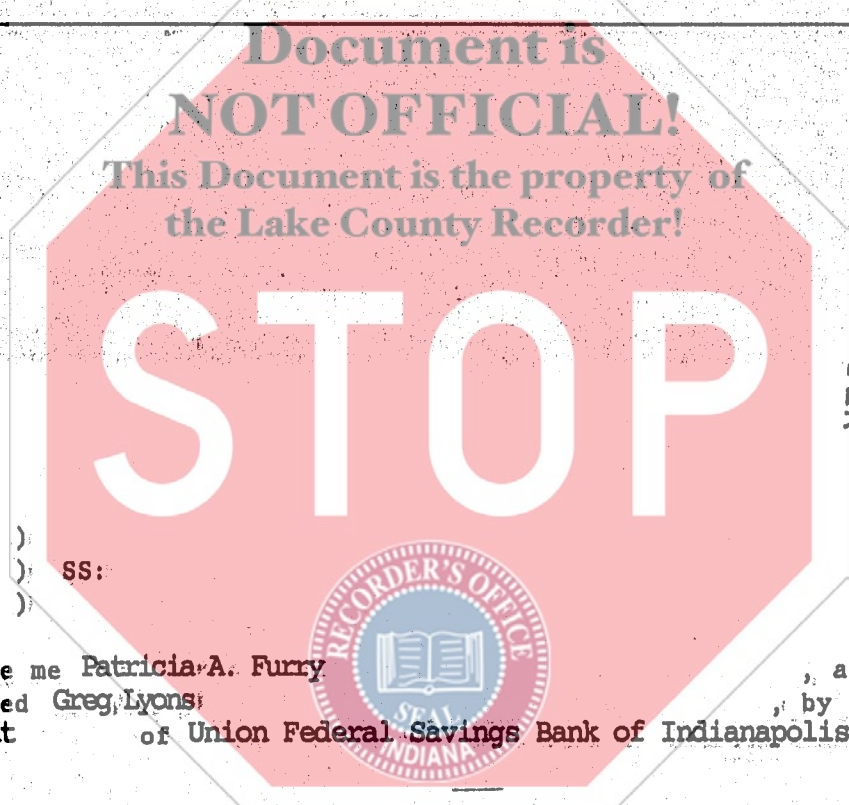 Document is
NOT OFFICIAL!
This Document is the property of
the Lake County Recorder!
STOP
)
) SS:
)
RECORDER'S OFFICE
SEAL
INDIANA
e me Patricia A. Furry , a
ed Greg Lyons , by
t of Union Federal Savings Bank of Indianapolis